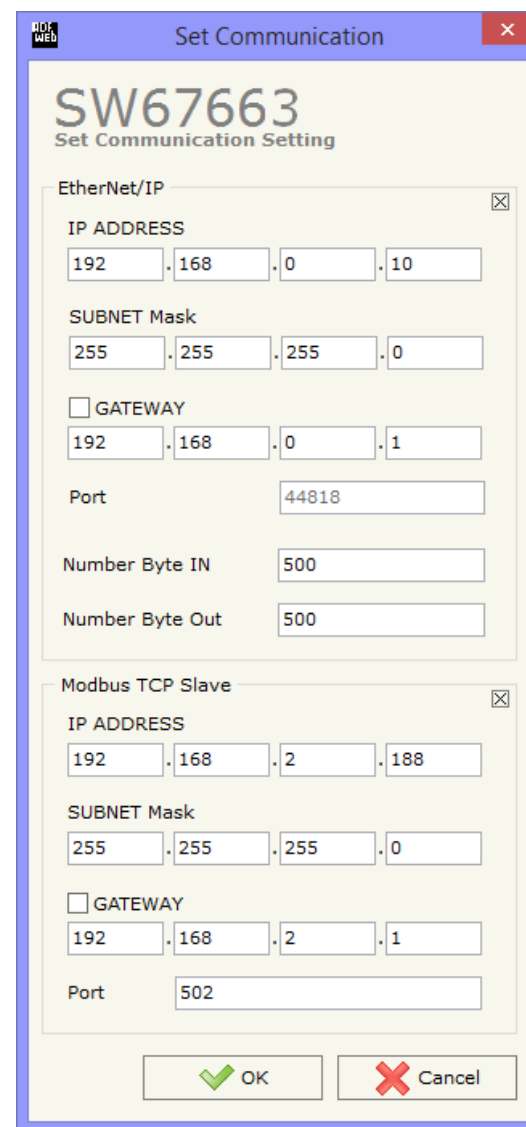 ADF
WEB
Set Communication
SW67663
Set Communication Setting
EtherNet/IP
IP ADDRESS
192 . 168 . 0 . 10
SUBNET Mask
255 . 255 . 255 . 0
GATEWAY
192 . 168 . 0 . 1
Port 44818
Number Byte IN 500
Number Byte Out 500
Modbus TCP Slave
IP ADDRESS
192 . 168 . 2 . 188
SUBNET Mask
255 . 255 . 255 . 0
GATEWAY
192 . 168 . 2 . 1
Port 502
OK Cancel